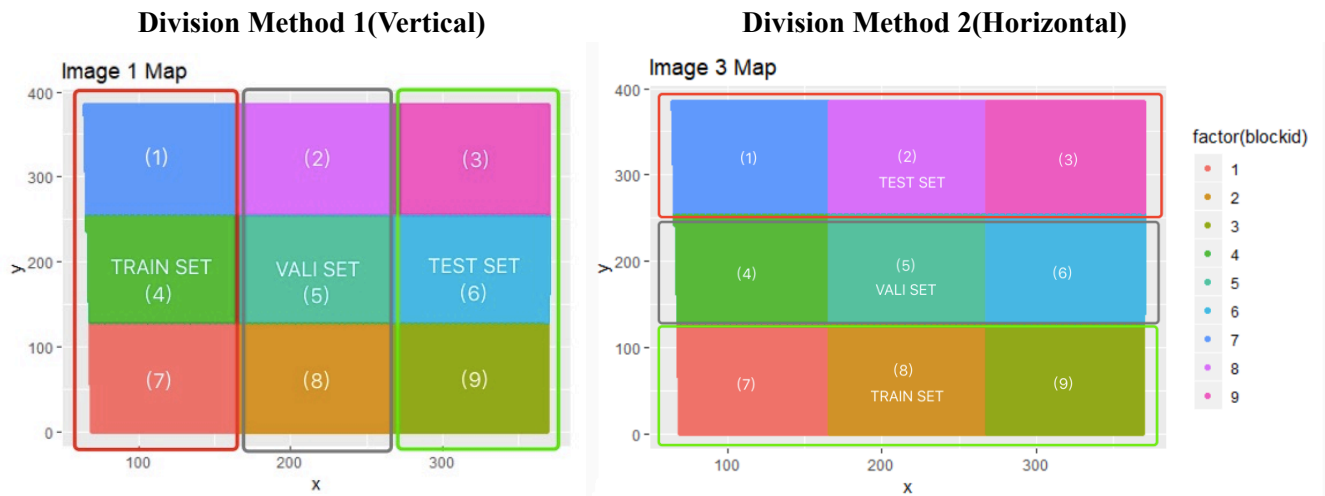 Division Method 1(Vertical)
Image 1 Map
400
300
200
100
0
y
(1)
(2)
(3)
TRAIN SET
(4)
VALI SET
(5)
TEST SET
(6)
(7)
(8)
(9)
100
200
300
x
Division Method 2(Horizontal)
Image 3 Map
400
300
200
100
0
y
(1)
(2)
TEST SET
(3)
(4)
(5)
VALI SET
(6)
(7)
(8)
TRAIN SET
(9)
100
200
300
x
factor(blockid)
1
2
3
4
5
6
7
8
9